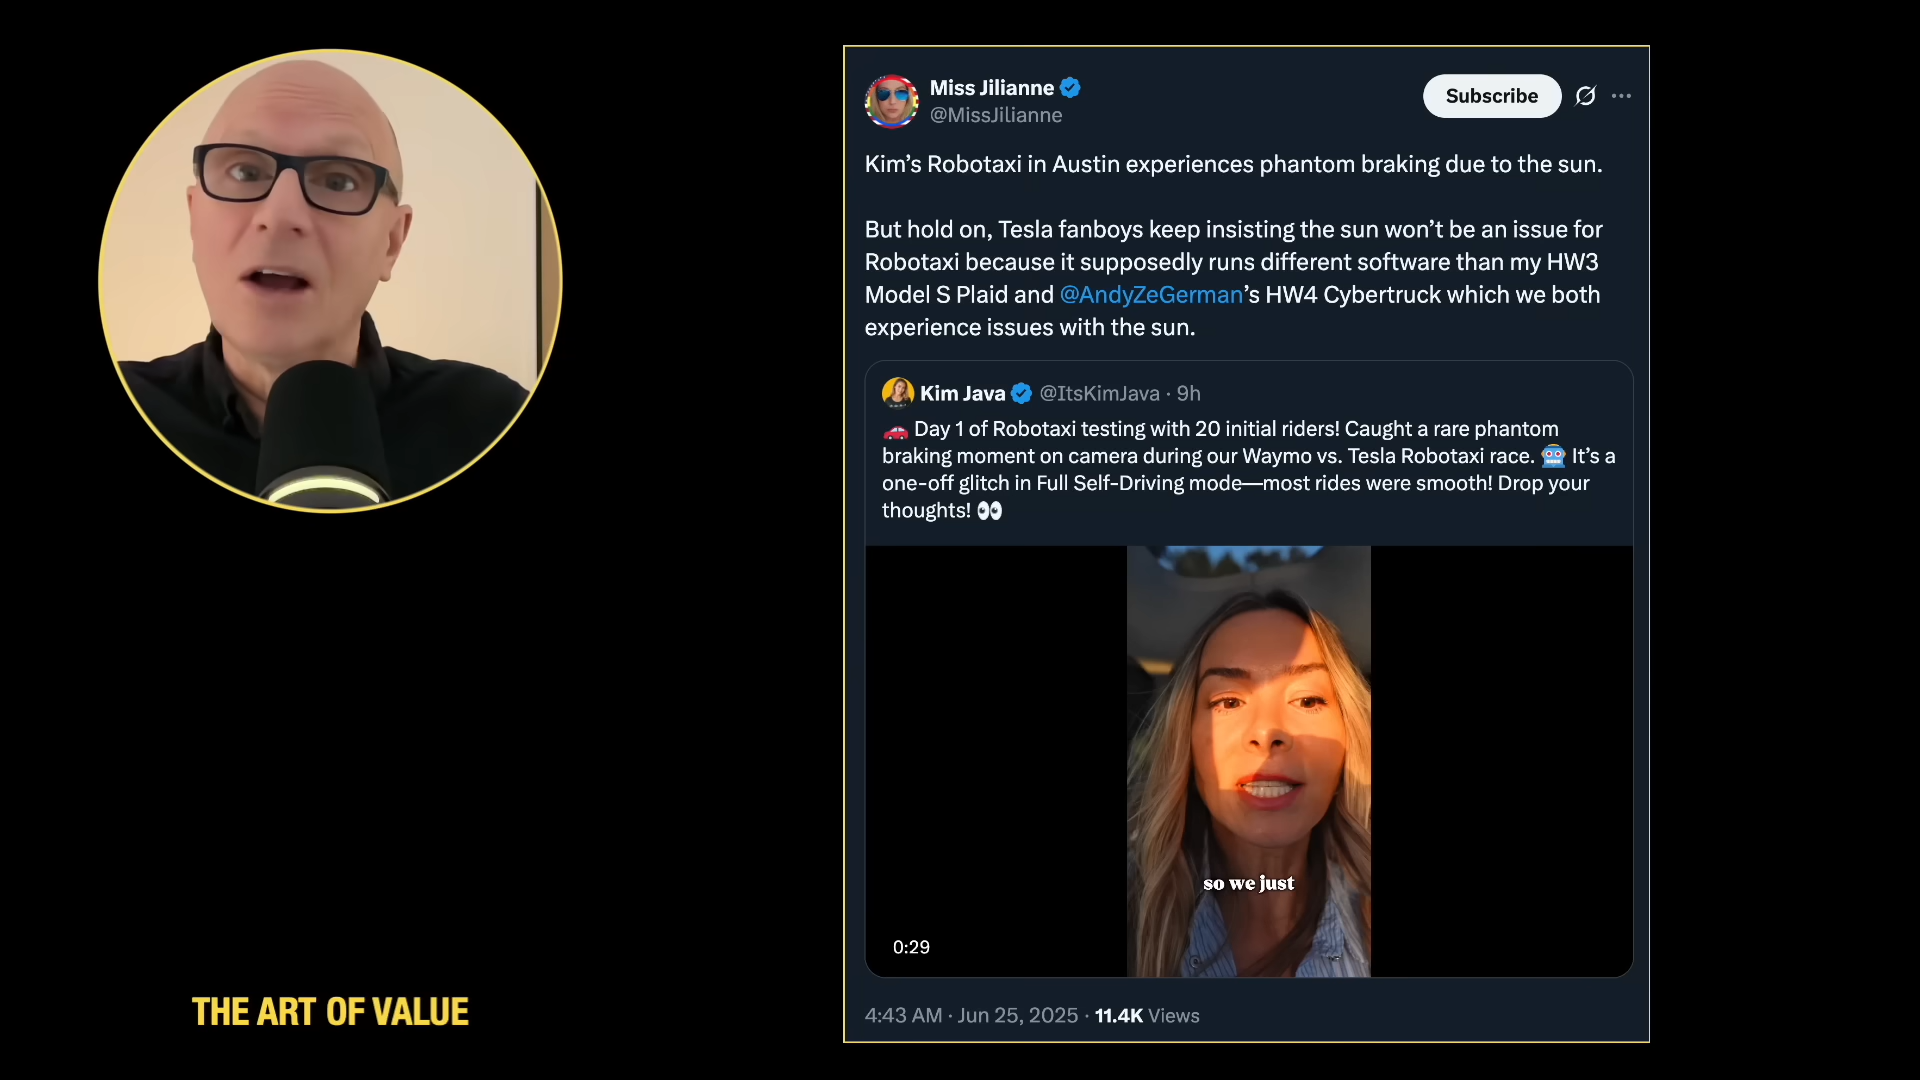 Miss Jilianne
@MissJilianne
Subscribe
Kim’s Robotaxi in Austin experiences phantom braking due to the sun.
But hold on, Tesla fanboys keep insisting the sun won’t be an issue for
Robotaxi because it supposedly runs different software than my HW3
Model S Plaid and @AndyZeGerman’s HW4 Cybertruck which we both
experience issues with the sun.
Kim Java @ItsKimJava · 9h
🚗 Day 1 of Robotaxi testing with 20 initial riders! Caught a rare phantom
braking moment on camera during our Waymo vs. Tesla Robotaxi race. 🤖 It’s a
one-off glitch in Full Self-Driving mode—most rides were smooth! Drop your
thoughts! 👀
so we just
0:29
4:43 AM · Jun 25, 2025 · 11.4K Views
THE ART OF VALUE